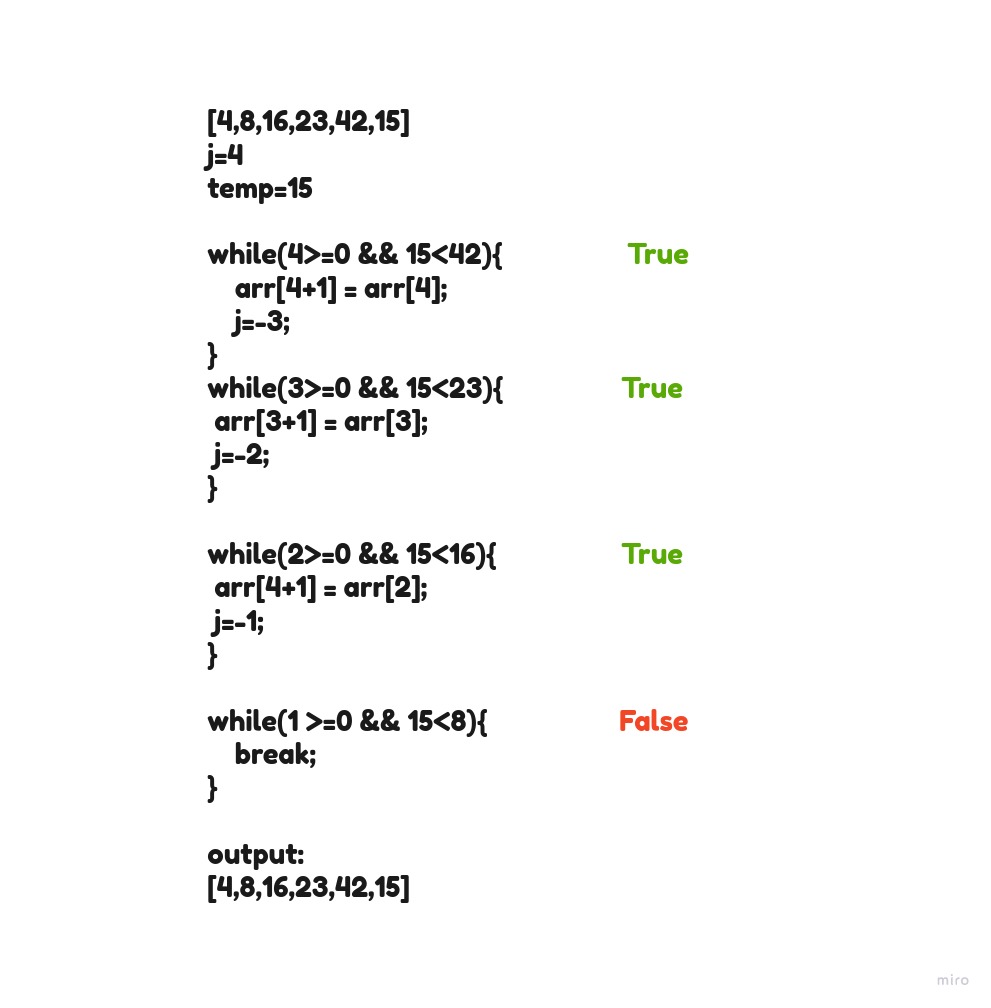 [4,8,16,23,42,15]
j=4
temp=15
while(4>=0 && 15<42){ True
arr[4+1] = arr[4];
j=-3;
}
while(3>=0 && 15<23){ True
arr[3+1] = arr[3];
j=-2;
}
while(2>=0 && 15<16){ True
arr[4+1] = arr[2];
j=-1;
}
while(1 >=0 && 15<8){ False
break;
}
output:
[4,8,16,23,42,15]
miro